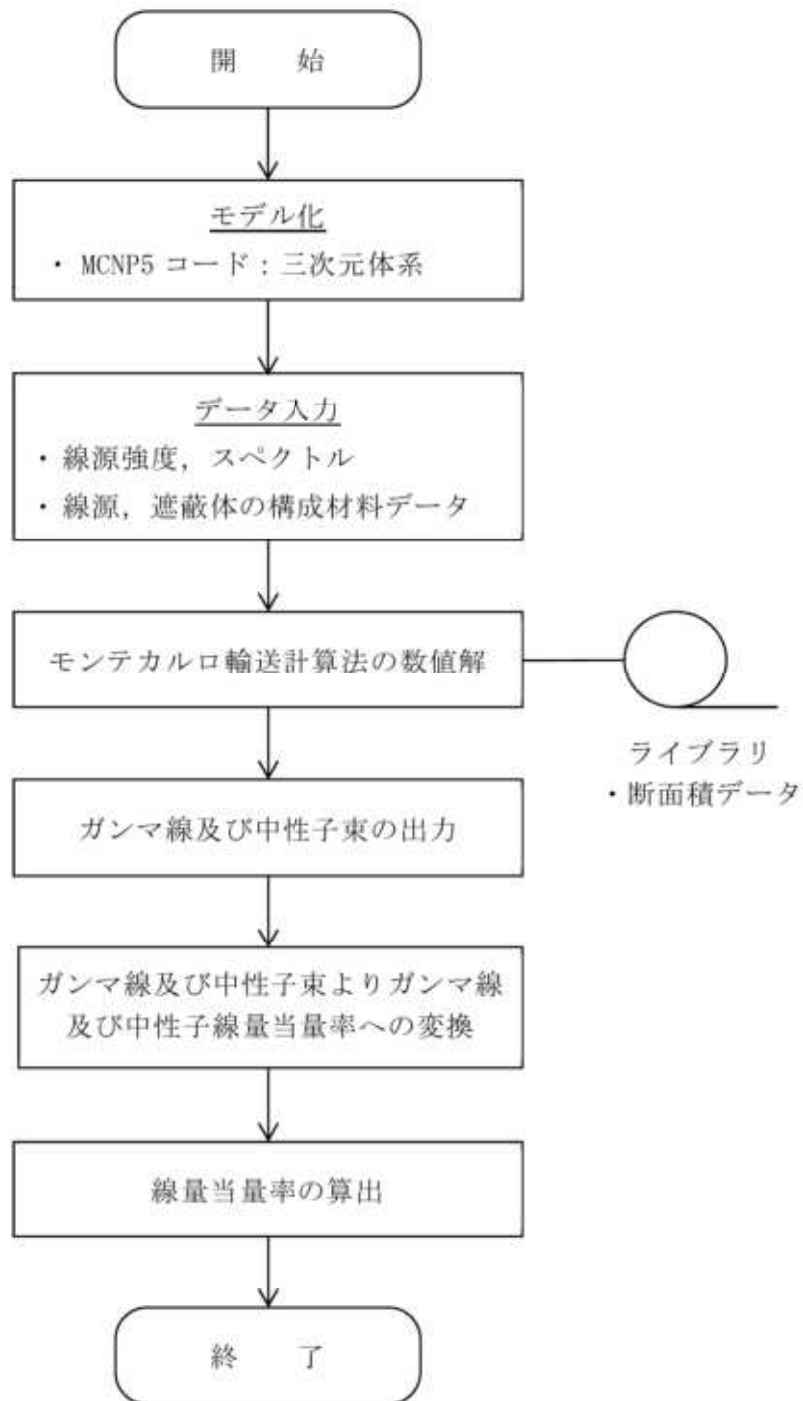 開　　始
モデル化
・ MCNP5 コード：三次元体系
データ入力
・線源強度，スペクトル
・線源，遮蔽体の構成材料データ
モンテカルロ輸送計算法の数値解
ライブラリ
・断面積データ
ガンマ線及び中性子束の出力
ガンマ線及び中性子束よりガンマ線
及び中性子線量当量率への変換
線量当量率の算出
終　　了